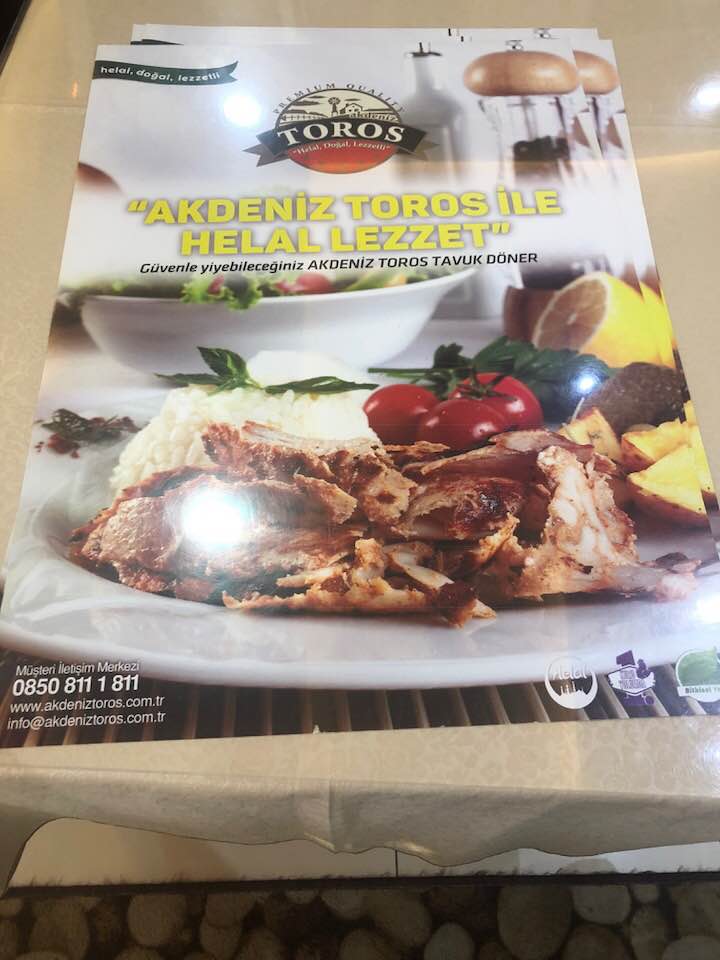 helal, doğal, lezzetli
PREMIUM QUALITY
akdeniz
TOROS
"Helal, Doğal, Lezzetli"
"AKDENİZ TOROS İLE
HELAL LEZZET"
Güvenle yiyebileceğiniz AKDENİZ TOROS TAVUK DÖNER
Müşteri İletişim Merkezi
0850 811 1 811
www.akdeniztoros.com.tr
info@akdeniztoros.com.tr
Helal
Bitkisel